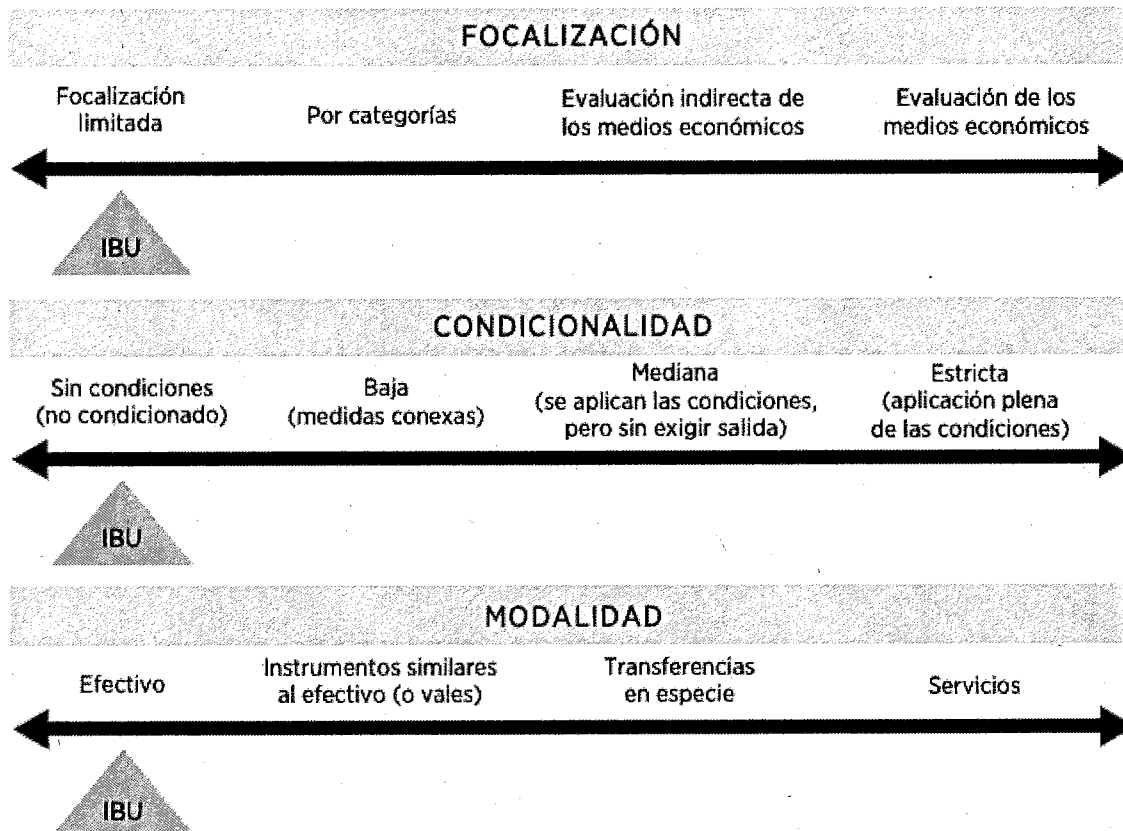 FOCALIZACIÓN
Focalización
limitada
Por categorías
Evaluación indirecta de
los medios económicos
Evaluación de los
medios económicos
IBU
CONDICIONALIDAD
Sin condiciones
(no condicionado)
Baja
(medidas conexas)
Mediana
(se aplican las condiciones,
pero sin exigir salida)
Estricta
(aplicación plena
de las condiciones)
IBU
MODALIDAD
Efectivo
Instrumentos similares
al efectivo (o vales)
Transferencias
en especie
Servicios
IBU